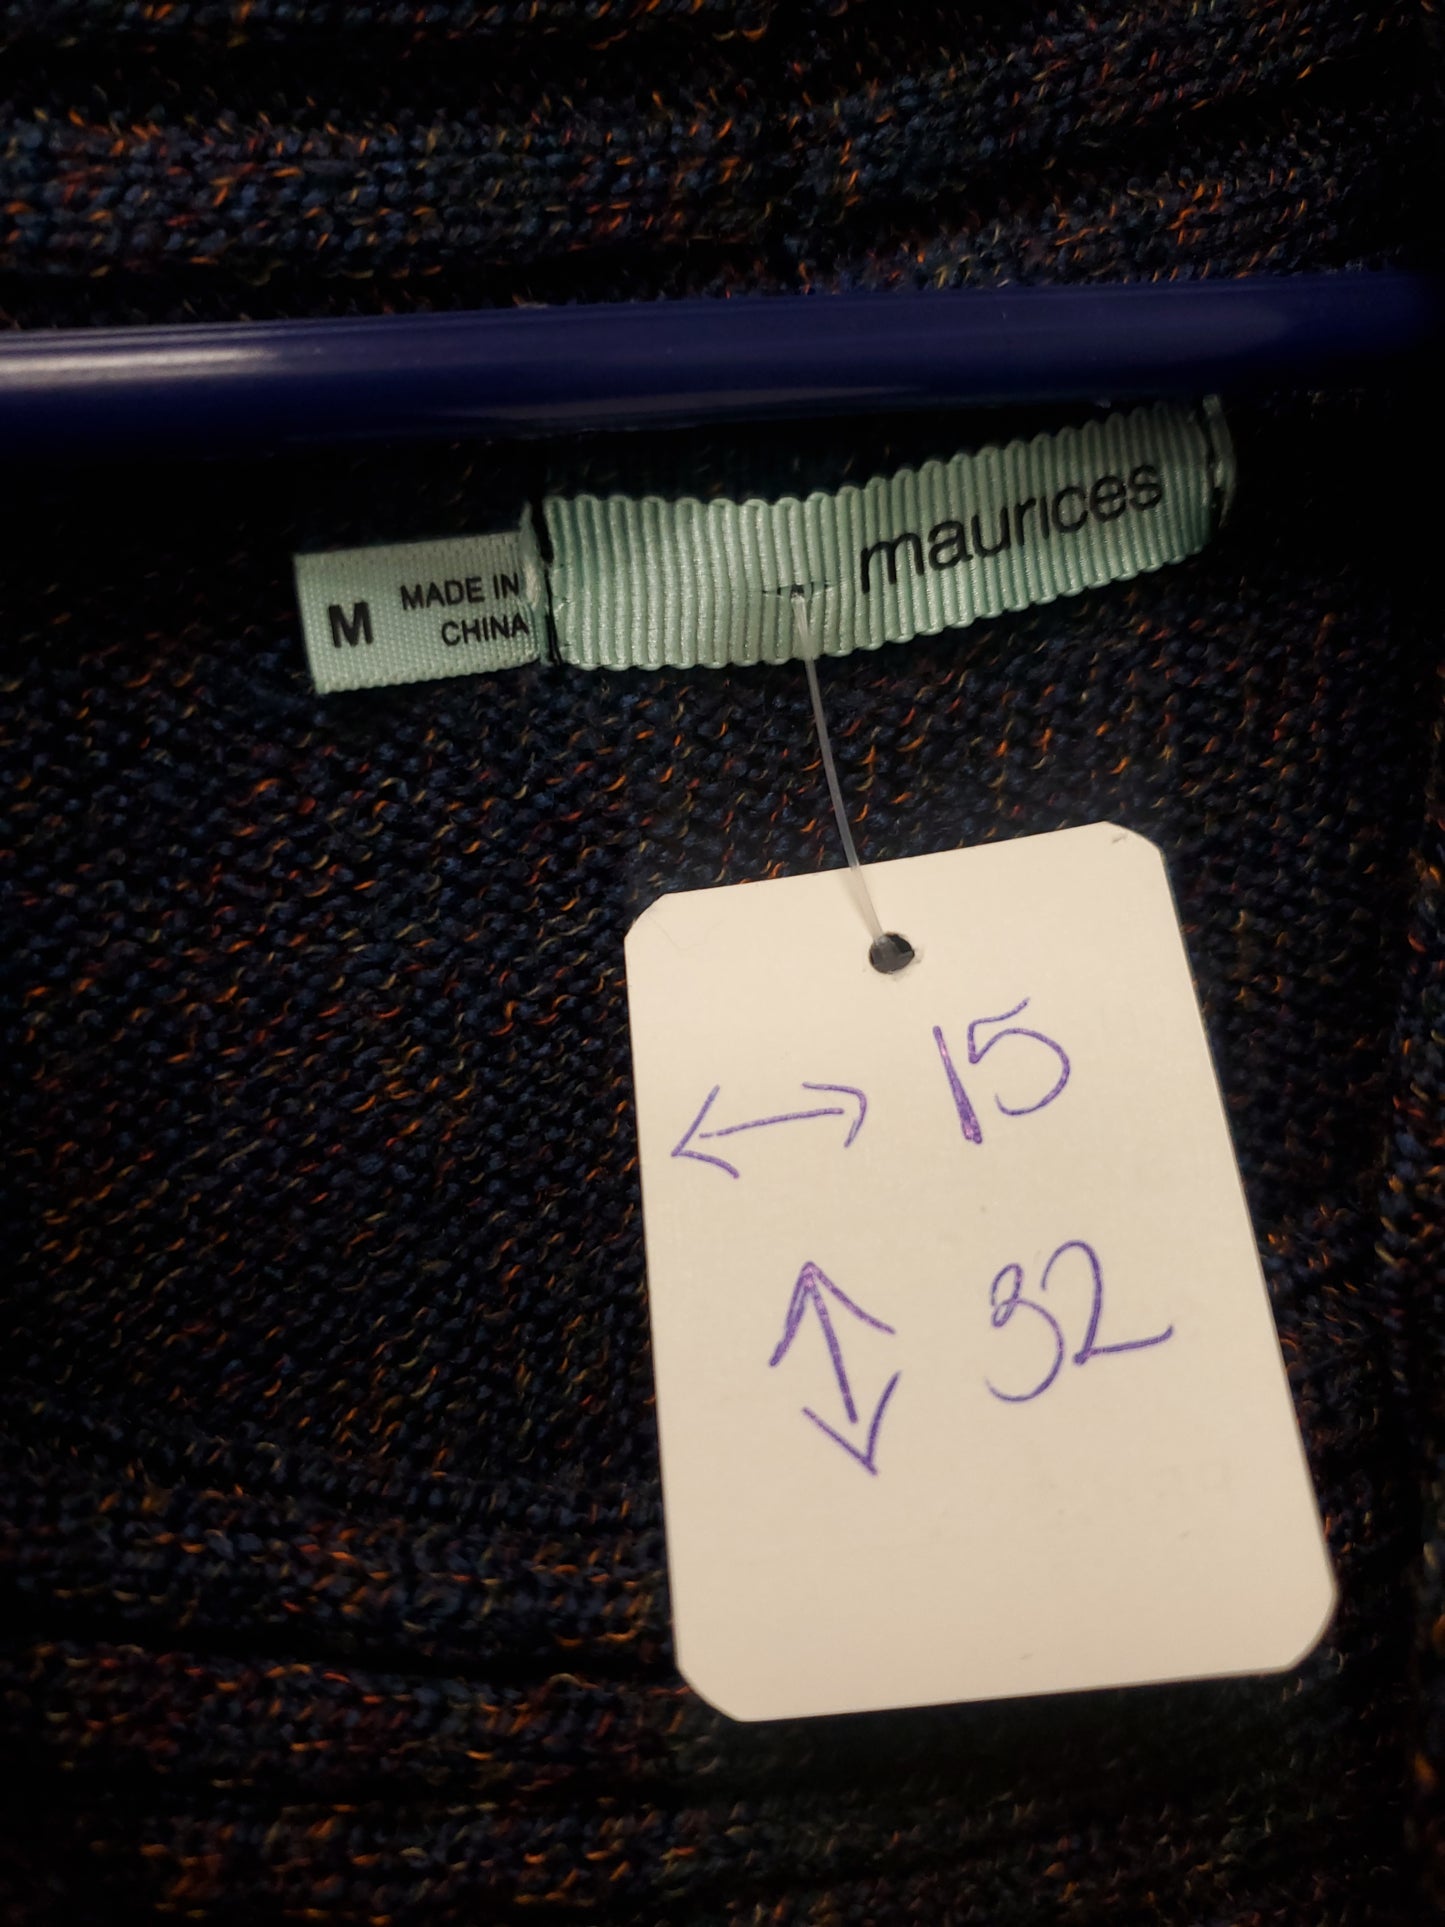 maurices
M MADE IN
CHINA
↔ 15
↕ 32